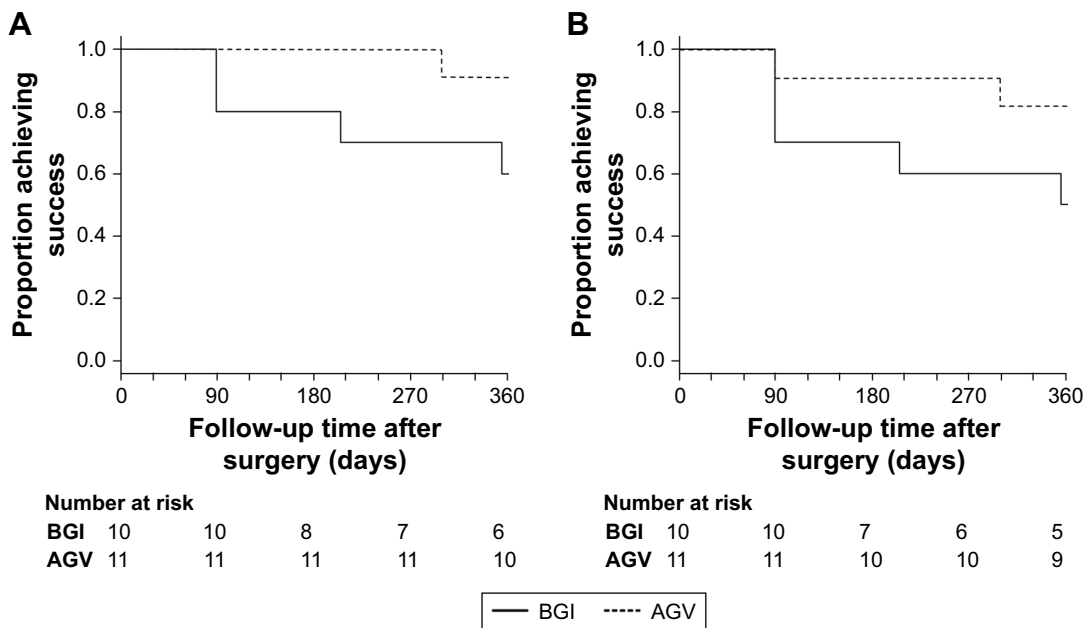 A
Proportion achieving
success
1.0
0.8
0.6
0.4
0.2
0.0
0 90 180 270 360
Follow-up time after
surgery (days)
Number at risk
BGI 10 10 8 7 6
AGV 11 11 11 11 10
B
Proportion achieving
success
1.0
0.8
0.6
0.4
0.2
0.0
0 90 180 270 360
Follow-up time after
surgery (days)
Number at risk
BGI 10 10 7 6 5
AGV 11 11 10 10 9
BGI AGV